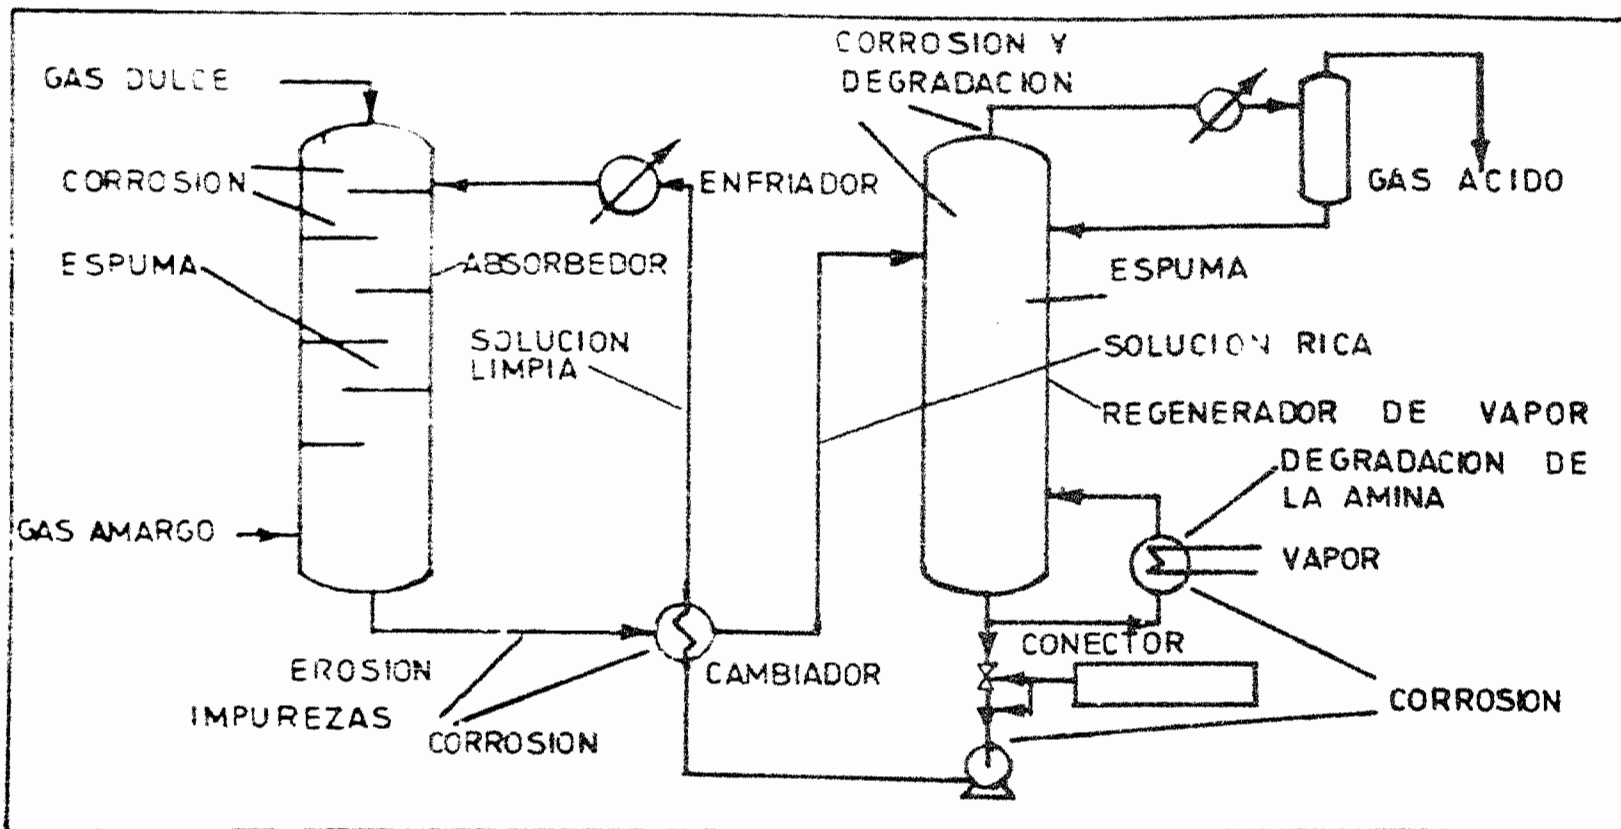 CORROSION Y
DEGRADACION
GAS DULCE
GAS ACIDO
CORROSION
ENFRIADOR
ESPUMA
ABSORBEDOR
ESPUMA
SOLUCION
LIMPIA
SOLUCION RICA
REGENERADOR DE VAPOR
DEGRADACION DE
LA AMINA
GAS AMARGO
VAPOR
CONECTOR
EROSION
CAMBIADOR
IMPUREZAS
CORROSION
CORROSION